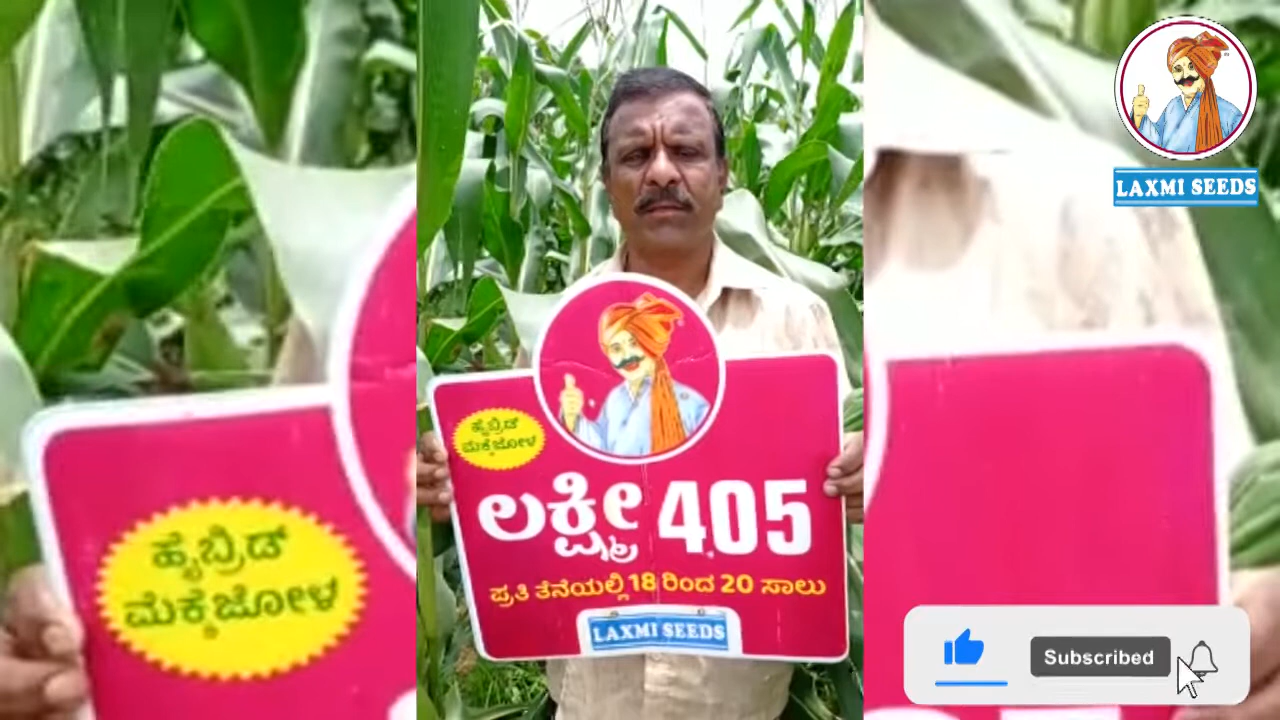 LAXMI SEEDS
ಹೈಬ್ರಿಡ್
ಮೆಕ್ಕೆಜೋಳ
ಹೈಬ್ರಿಡ್
ಮೆಕ್ಕೆಜೋಳ
ಲಕ್ಷ್ಮೀ 405
ಪ್ರತಿ ತೆನೆಯಲ್ಲಿ 18 ರಿಂದ 20 ಸಾಲು
LAXMI SEEDS
Subscribed